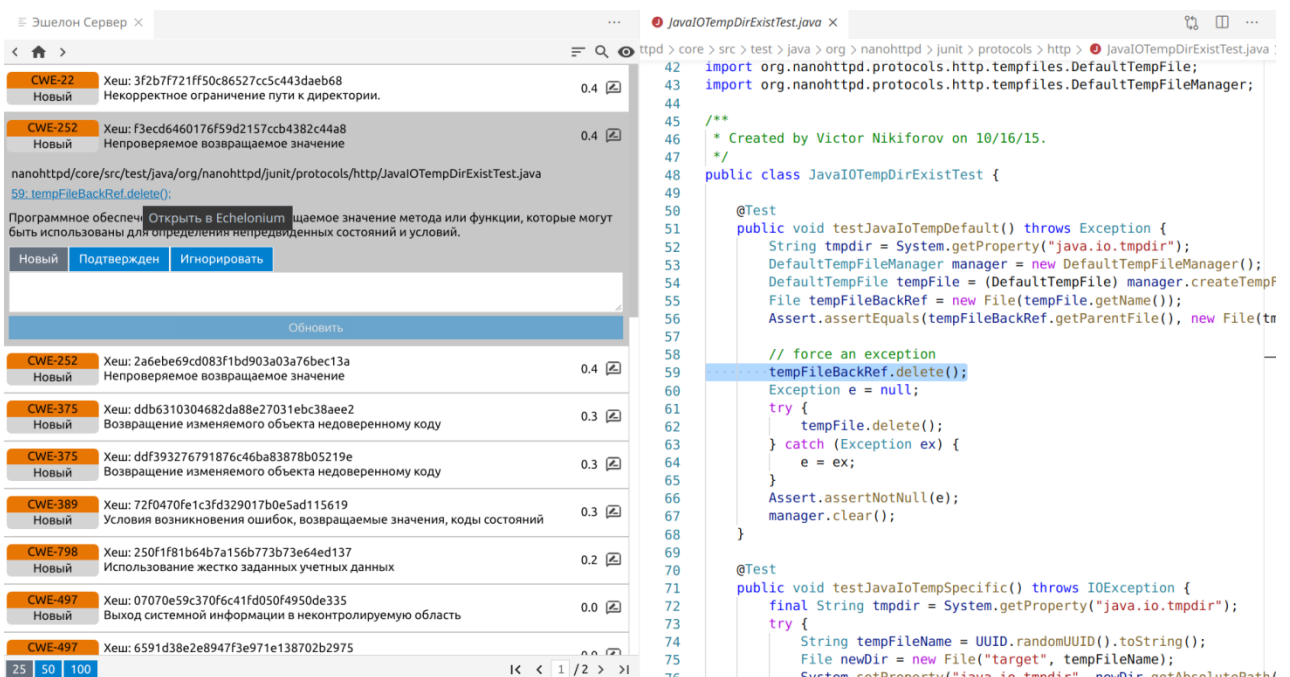 Эшелон Сервер
CWE-22
Новый
Хеш: 3f2b7f721ff50c86527cc5c443daeb68
Некорректное ограничение пути к директории.
0.4
CWE-252
Новый
Хеш: f3ecd6460176f59d2157ccb4382c44a8
Непроверяемое возвращаемое значение
0.4
nanohttpd/core/src/test/java/org/nanohttpd/junit/protocols/http/JavaIOTempDirExistTest.java
59: tempFileBackRef.delete();
Программное обеспече
Открыть в Echelonium
щаемое значение метода или функции, которые могут
быть использованы для определения непредвиденных состояний и условий.
Новый Подтвержден Игнорировать
Обновить
CWE-252
Новый
Хеш: 2a6ebe69cd083f1bd903a03a76bec13a
Непроверяемое возвращаемое значение
0.4
CWE-375
Новый
Хеш: ddb6310304682da88e27031ebc38aee2
Возвращение изменяемого объекта недоверенному коду
0.3
CWE-375
Новый
Хеш: ddf393276791876c46ba83878b05219e
Возвращение изменяемого объекта недоверенному коду
0.3
CWE-389
Новый
Хеш: 72f0470fe1c3fd329017b0e5ad115619
Условия возникновения ошибок, возвращаемые значения, коды состояний
0.3
CWE-798
Новый
Хеш: 250f1f81b64b7a156b773b73e64ed137
Использование жестко заданных учетных данных
0.2
CWE-497
Новый
Хеш: 07070e59c370f6c41fd050f4950de335
Выход системной информации в неконтролируемую область
0.0
CWE-497
Хеш: 6591d38e2e8947f3e971e138702b2975
25 50 100
1 /2
JavaIOTempDirExistTest.java
ttpd > core > src > test > java > org > nanohttpd > junit > protocols > http > JavaIOTempDirExistTest.java
42 import org.nanohttpd.protocols.http.tempfiles.DefaultTempFile;
43 import org.nanohttpd.protocols.http.tempfiles.DefaultTempFileManager;
44
45 /**
46 * Created by Victor Nikiforov on 10/16/15.
47 */
48 public class JavaIOTempDirExistTest {
49
50 @Test
51 public void testJavaIoTempDefault() throws Exception {
52 String tmpdir = System.getProperty("java.io.tmpdir");
53 DefaultTempFileManager manager = new DefaultTempFileManager();
54 DefaultTempFile tempFile = (DefaultTempFile) manager.createTempF
55 File tempFileBackRef = new File(tempFile.getName());
56 Assert.assertEquals(tempFileBackRef.getParentFile(), new File(tm
57
58 // force an exception
59 tempFileBackRef.delete();
60 Exception e = null;
61 try {
62 tempFile.delete();
63 } catch (Exception ex) {
64 e = ex;
65 }
66 Assert.assertNotNull(e);
67 manager.clear();
68 }
69
70 @Test
71 public void testJavaIoTempSpecific() throws IOException {
72 final String tmpdir = System.getProperty("java.io.tmpdir");
73 try {
74 String tempFileName = UUID.randomUUID().toString();
75 File newDir = new File("target", tempFileName);